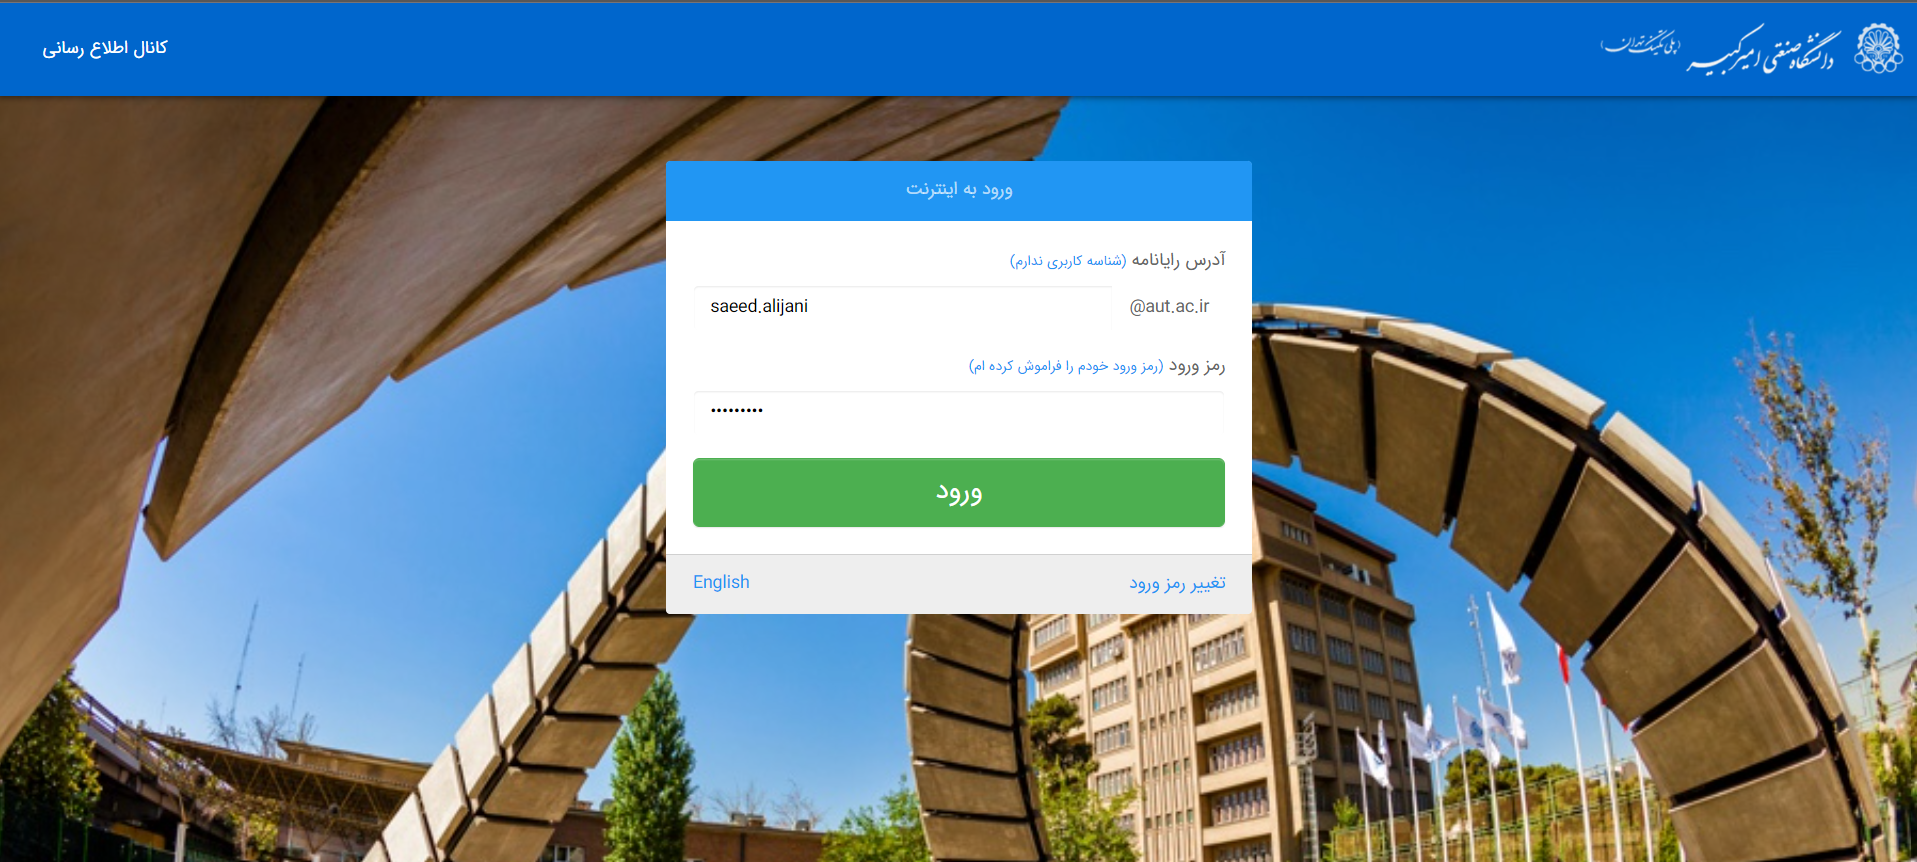 دانشگاه صنعتی امیرکبیر (پلی تکنیک تهران)
کانال اطلاع رسانی
ورود به اینترنت
آدرس رایانامه (شناسه کاربری ندارم)
saeed.alijani @aut.ac.ir
رمز ورود (رمز ورود خودم را فراموش کرده ام)
•••••••••
ورود
تغییر رمز ورود
English